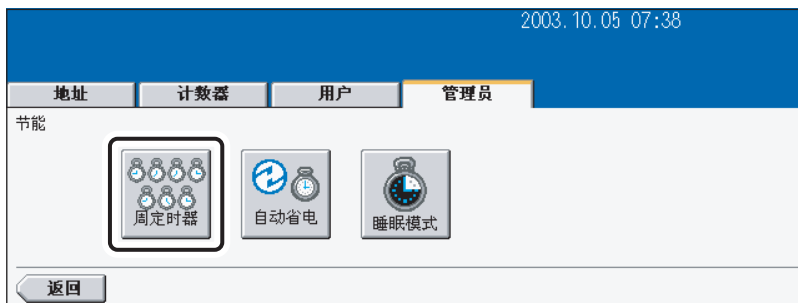 2003.10.05 07:38
地址 计数器 用户 管理员
节能
周定时器 自动省电 睡眠模式
返回